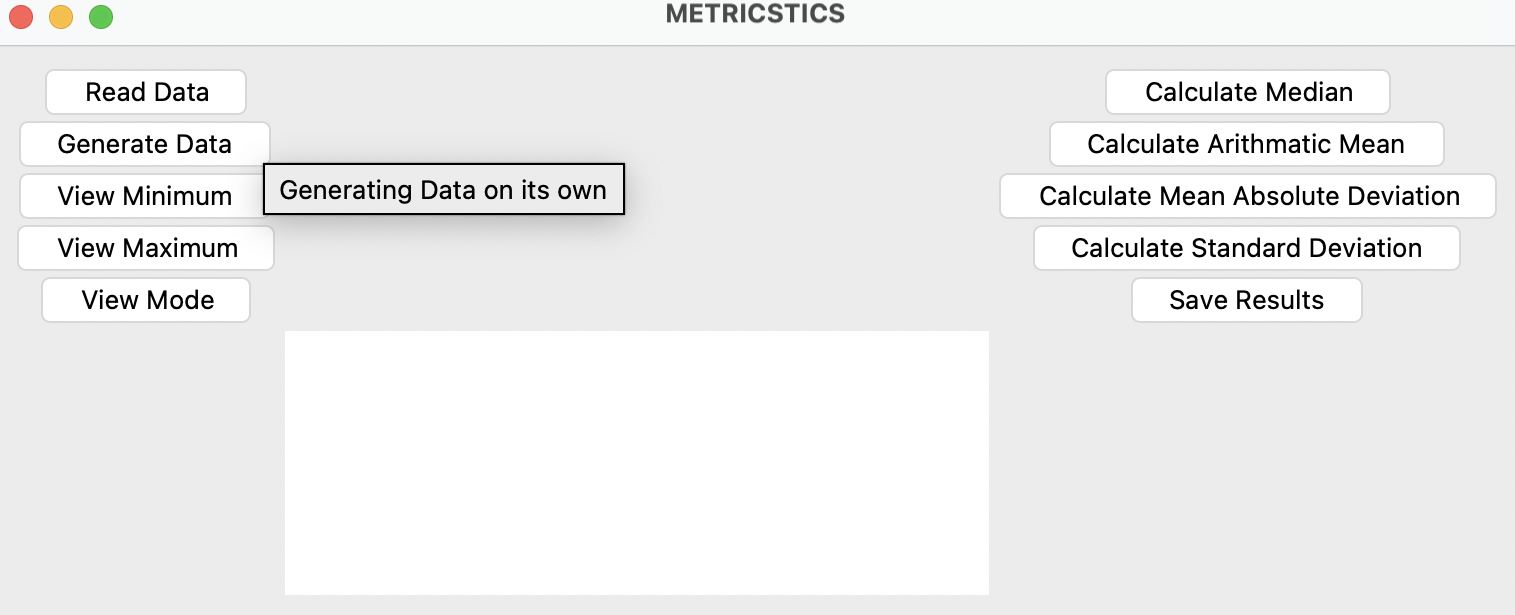 METRICSTICS
Read Data
Generate Data
View Minimum
View Maximum
View Mode
Generating Data on its own
Calculate Median
Calculate Arithmatic Mean
Calculate Mean Absolute Deviation
Calculate Standard Deviation
Save Results